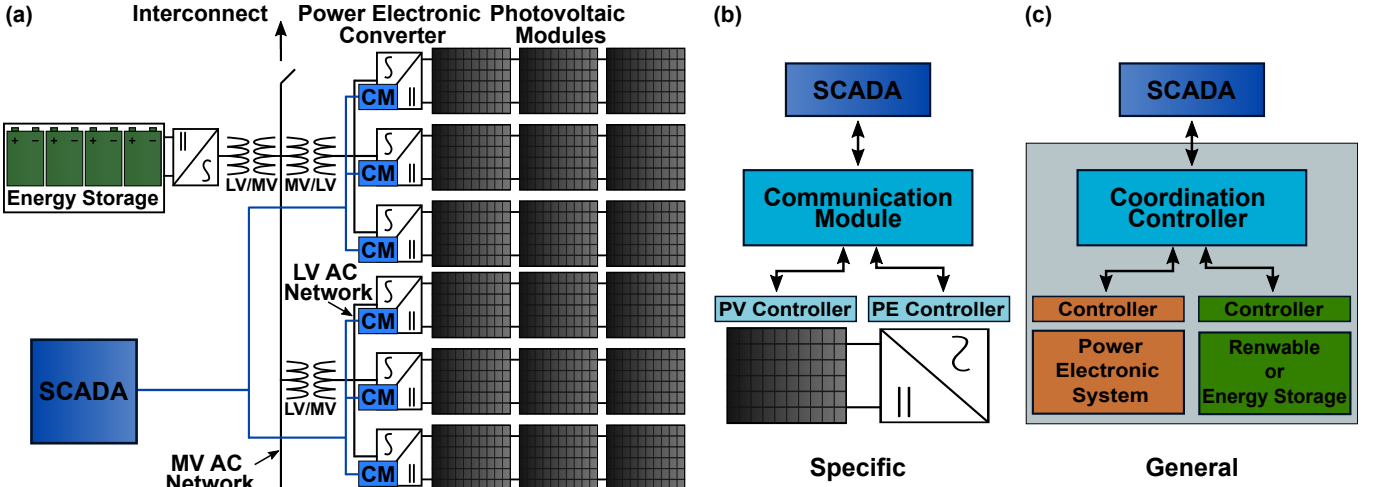 (a)
Interconnect
Power Electronic
Converter
Photovoltaic
Modules
CM
+ - + - + - + -
Energy Storage
LV/MV
MV/LV
CM
CM
LV AC
Network
CM
SCADA
LV/MV
CM
MV AC
Network
CM
(b)
SCADA
Communication
Module
PV Controller
PE Controller
Specific
(c)
SCADA
Coordination
Controller
Controller
Controller
Power
Electronic
System
Renwable
or
Energy Storage
General